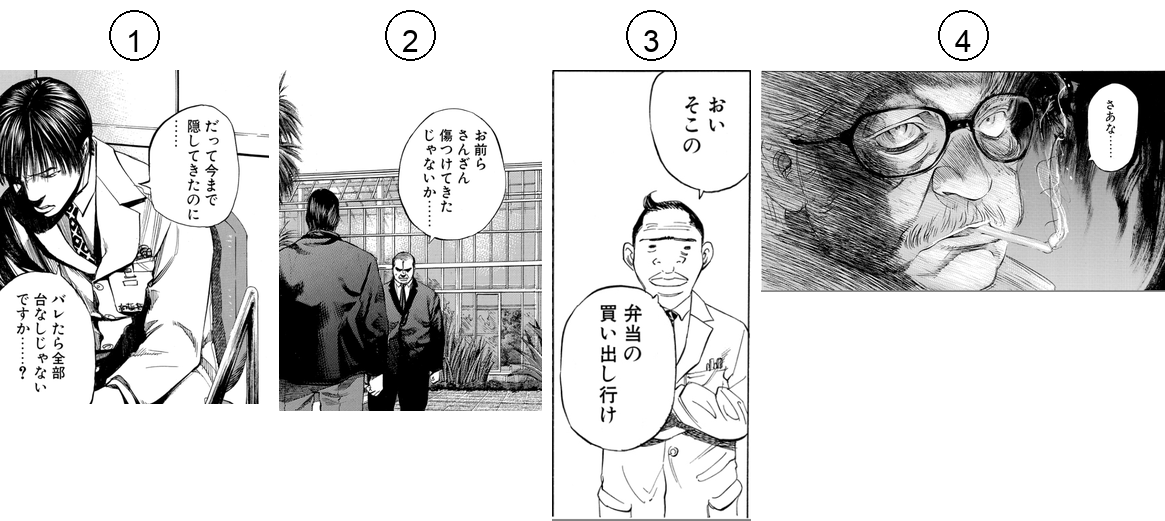 1
2
3
4
だって今まで
隠してきたのに
……
バレたら全部
台なしじゃない
ですか……?
お前ら
さんざん
傷つけてきた
じゃないか……
おい
そこの
弁当の
買い出し行け
さあな……